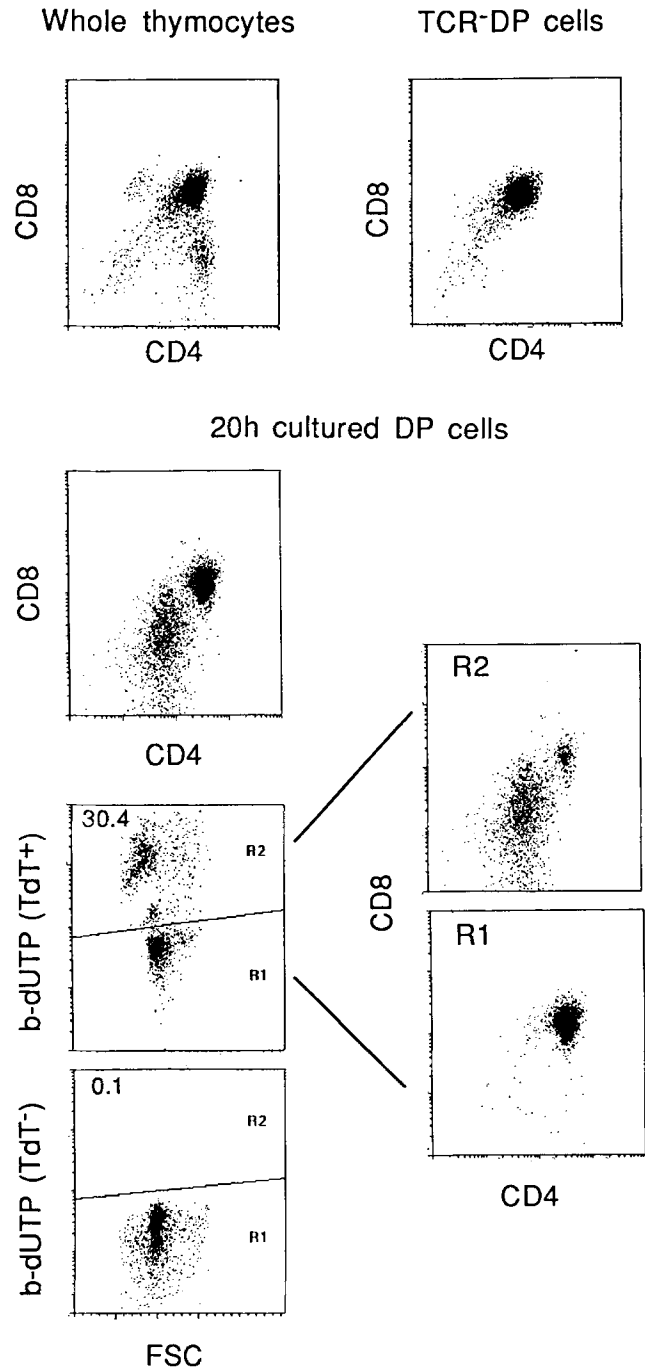 Whole thymocytes
TCR-DP cells
CD8
CD4
CD8
CD4
20h cultured DP cells
CD8
CD4
30.4
R2
R1
b-dUTP (TdT+)
R2
CD8
R1
CD4
0.1
R2
R1
b-dUTP (TdT-)
FSC